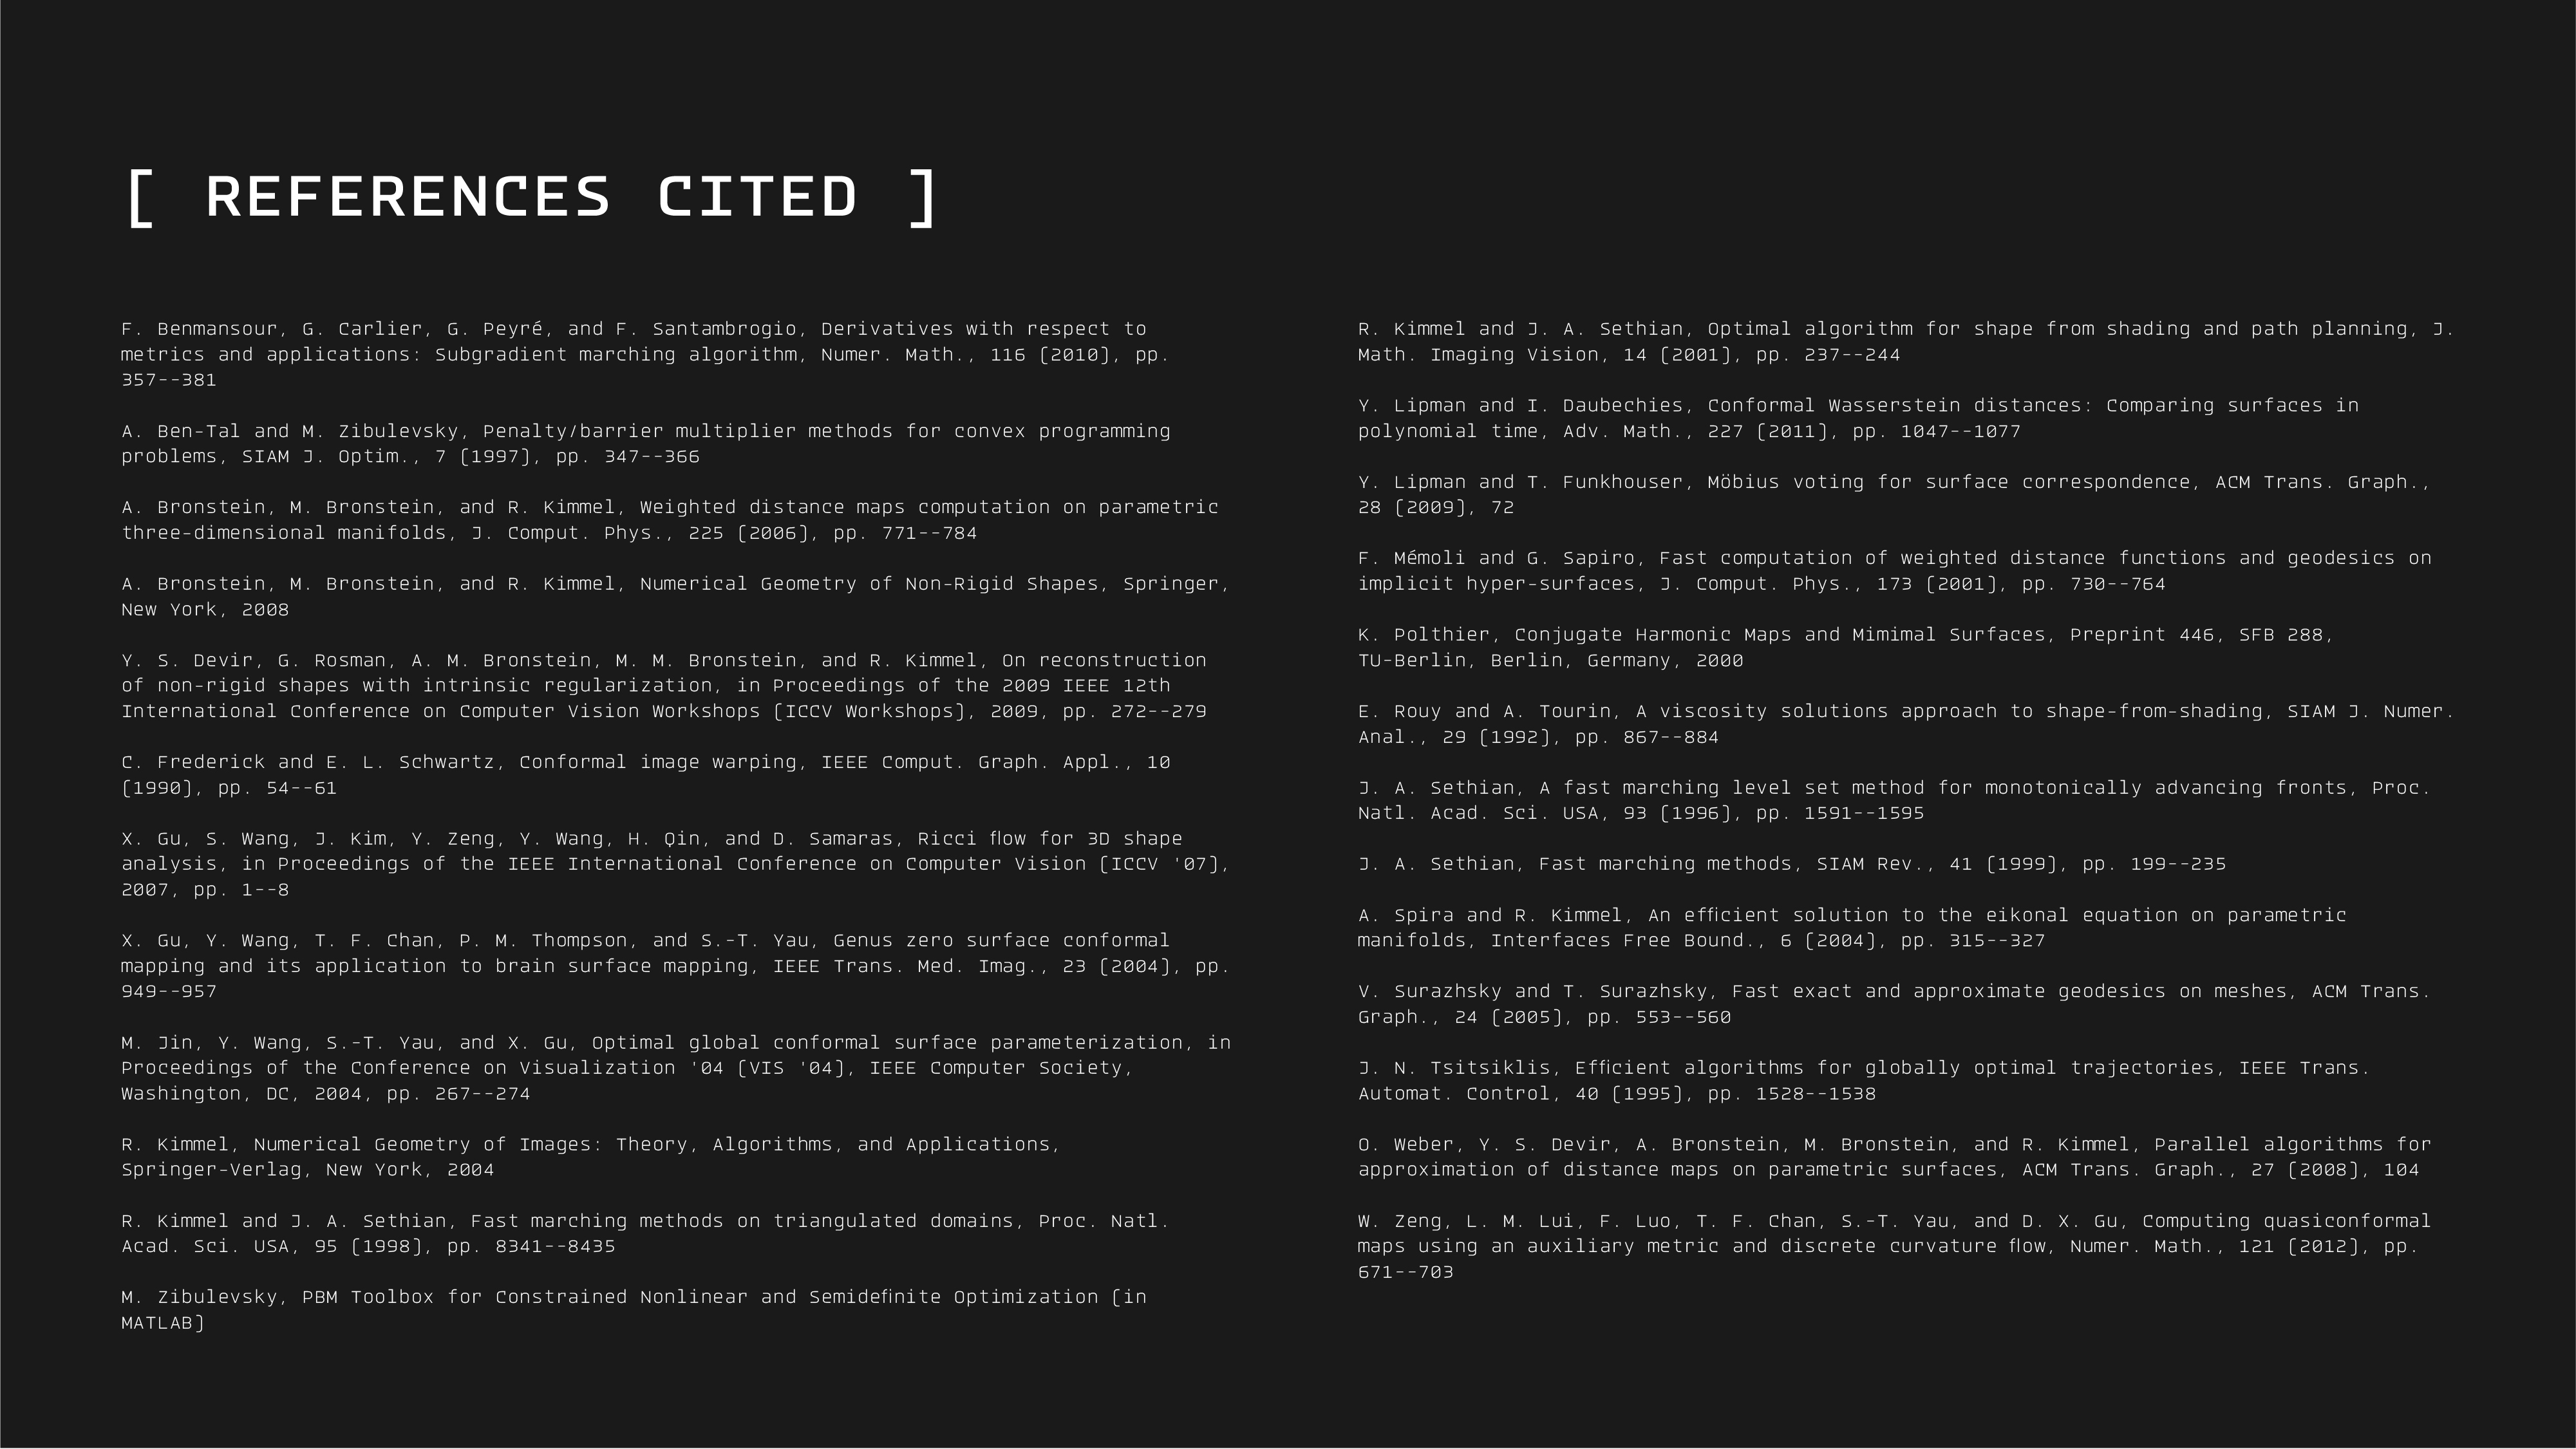 [ REFERENCES CITED ]
F. Benmansour, G. Carlier, G. Peyré, and F. Santambrogio, Derivatives with respect to
metrics and applications: Subgradient marching algorithm, Numer. Math., 116 (2010), pp.
357--381
A. Ben-Tal and M. Zibulevsky, Penalty/barrier multiplier methods for convex programming
problems, SIAM J. Optim., 7 (1997), pp. 347--366
A. Bronstein, M. Bronstein, and R. Kimmel, Weighted distance maps computation on parametric
three-dimensional manifolds, J. Comput. Phys., 225 (2006), pp. 771--784
A. Bronstein, M. Bronstein, and R. Kimmel, Numerical Geometry of Non-Rigid Shapes, Springer,
New York, 2008
Y. S. Devir, G. Rosman, A. M. Bronstein, M. M. Bronstein, and R. Kimmel, On reconstruction
of non-rigid shapes with intrinsic regularization, in Proceedings of the 2009 IEEE 12th
International Conference on Computer Vision Workshops (ICCV Workshops), 2009, pp. 272--279
C. Frederick and E. L. Schwartz, Conformal image warping, IEEE Comput. Graph. Appl., 10
(1990), pp. 54--61
X. Gu, S. Wang, J. Kim, Y. Zeng, Y. Wang, H. Qin, and D. Samaras, Ricci flow for 3D shape
analysis, in Proceedings of the IEEE International Conference on Computer Vision (ICCV '07),
2007, pp. 1--8
X. Gu, Y. Wang, T. F. Chan, P. M. Thompson, and S.-T. Yau, Genus zero surface conformal
mapping and its application to brain surface mapping, IEEE Trans. Med. Imag., 23 (2004), pp.
949--957
M. Jin, Y. Wang, S.-T. Yau, and X. Gu, Optimal global conformal surface parameterization, in
Proceedings of the Conference on Visualization '04 (VIS '04), IEEE Computer Society,
Washington, DC, 2004, pp. 267--274
R. Kimmel, Numerical Geometry of Images: Theory, Algorithms, and Applications,
Springer-Verlag, New York, 2004
R. Kimmel and J. A. Sethian, Fast marching methods on triangulated domains, Proc. Natl.
Acad. Sci. USA, 95 (1998), pp. 8341--8435
M. Zibulevsky, PBM Toolbox for Constrained Nonlinear and Semidefinite Optimization (in
MATLAB)
R. Kimmel and J. A. Sethian, Optimal algorithm for shape from shading and path planning, J.
Math. Imaging Vision, 14 (2001), pp. 237--244
Y. Lipman and I. Daubechies, Conformal Wasserstein distances: Comparing surfaces in
polynomial time, Adv. Math., 227 (2011), pp. 1047--1077
Y. Lipman and T. Funkhouser, Möbius voting for surface correspondence, ACM Trans. Graph.,
28 (2009), 72
F. Mémoli and G. Sapiro, Fast computation of weighted distance functions and geodesics on
implicit hyper-surfaces, J. Comput. Phys., 173 (2001), pp. 730--764
K. Polthier, Conjugate Harmonic Maps and Mimimal Surfaces, Preprint 446, SFB 288,
TU-Berlin, Berlin, Germany, 2000
E. Rouy and A. Tourin, A viscosity solutions approach to shape-from-shading, SIAM J. Numer.
Anal., 29 (1992), pp. 867--884
J. A. Sethian, A fast marching level set method for monotonically advancing fronts, Proc.
Natl. Acad. Sci. USA, 93 (1996), pp. 1591--1595
J. A. Sethian, Fast marching methods, SIAM Rev., 41 (1999), pp. 199--235
A. Spira and R. Kimmel, An efficient solution to the eikonal equation on parametric
manifolds, Interfaces Free Bound., 6 (2004), pp. 315--327
V. Surazhsky and T. Surazhsky, Fast exact and approximate geodesics on meshes, ACM Trans.
Graph., 24 (2005), pp. 553--560
J. N. Tsitsiklis, Efficient algorithms for globally optimal trajectories, IEEE Trans.
Automat. Control, 40 (1995), pp. 1528--1538
O. Weber, Y. S. Devir, A. Bronstein, M. Bronstein, and R. Kimmel, Parallel algorithms for
approximation of distance maps on parametric surfaces, ACM Trans. Graph., 27 (2008), 104
W. Zeng, L. M. Lui, F. Luo, T. F. Chan, S.-T. Yau, and D. X. Gu, Computing quasiconformal
maps using an auxiliary metric and discrete curvature flow, Numer. Math., 121 (2012), pp.
671--703